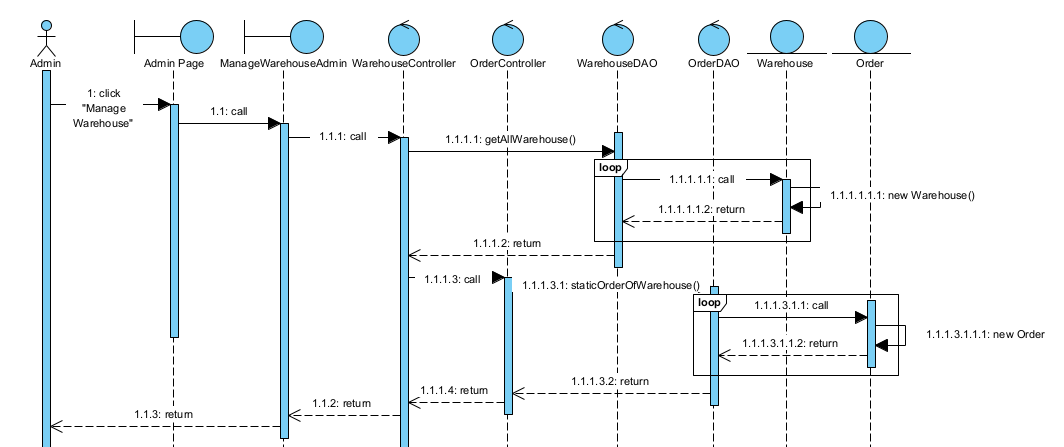 Admin
Admin Page
ManageWarehouseAdmin
WarehouseController
OrderController
WarehouseDAO
OrderDAO
Warehouse
Order
1: click
"Manage
Warehouse"
1.1: call
1.1.1: call
1.1.1.1: getAllWarehouse()
loop
1.1.1.1.1: call
1.1.1.1.1.1: new Warehouse()
1.1.1.1.1.2: return
1.1.1.2: return
1.1.1.3: call
1.1.1.3.1: staticOrderOfWarehouse()
loop
1.1.1.3.1.1: call
1.1.1.3.1.1.1: new Order
1.1.1.3.1.1.2: return
1.1.1.3.2: return
1.1.1.4: return
1.1.2: return
1.1.3: return